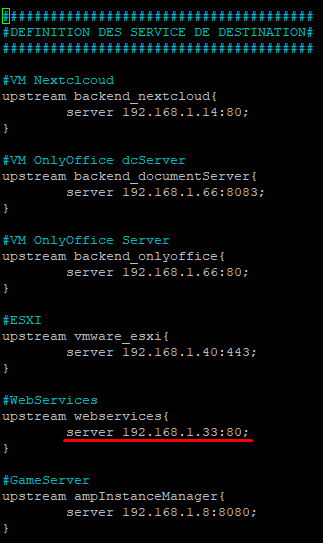 #######################################
#DEFINITION DES SERVICE DE DESTINATION#
#######################################
#VM Nextclcoud
upstream backend_nextcloud{
server 192.168.1.14:80;
}
#VM OnlyOffice dcServer
upstream backend_documentServer{
server 192.168.1.66:8083;
}
#VM OnlyOffice Server
upstream backend_onlyoffice{
server 192.168.1.66:80;
}
#ESXI
upstream vmware_esxi{
server 192.168.1.40:443;
}
#WebServices
upstream webservices{
server 192.168.1.33:80;
}
#GameServer
upstream ampInstanceManager{
server 192.168.1.8:8080;
}